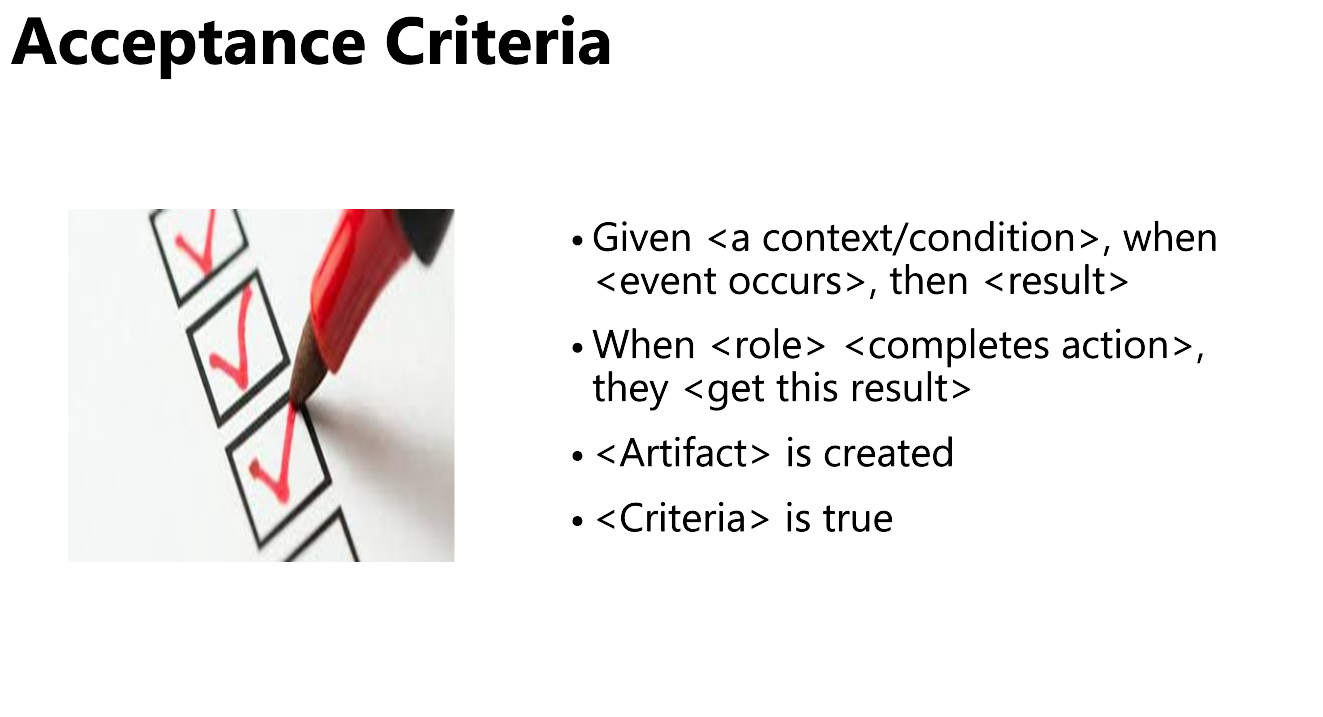 Acceptance Criteria
• Given <a context/condition>, when
<event occurs>, then <result>
• When <role> <completes action>,
they <get this result>
• <Artifact> is created
• <Criteria> is true